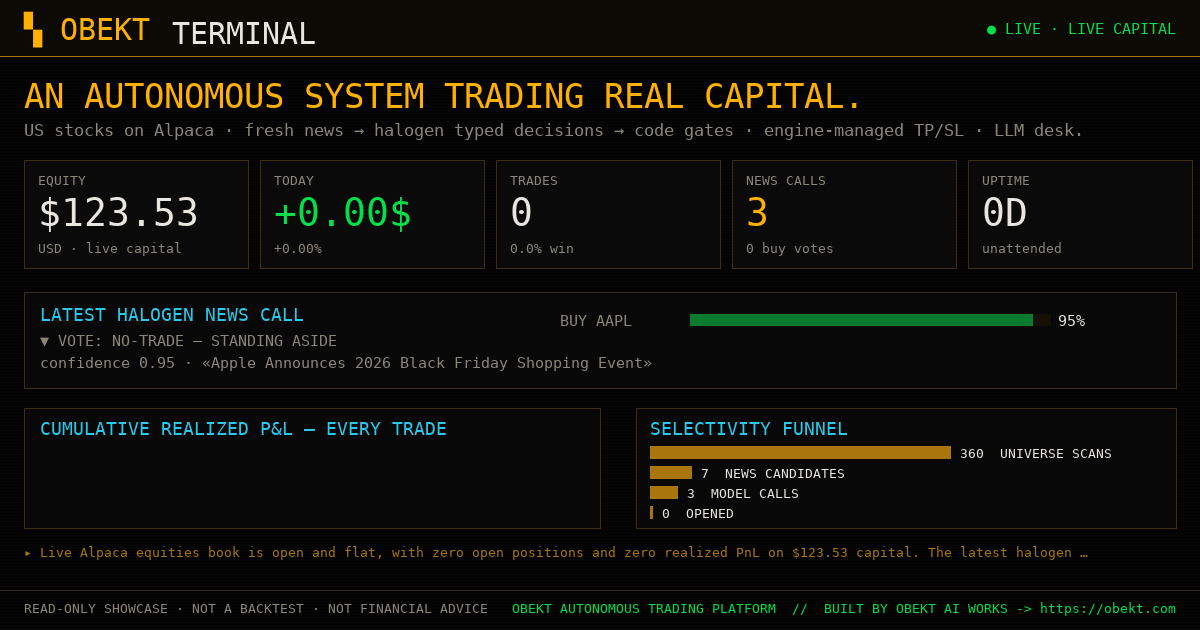 OBEKT TERMINAL
● LIVE · LIVE CAPITAL
AN AUTONOMOUS SYSTEM TRADING REAL CAPITAL.
US stocks on Alpaca · fresh news → halogen typed decisions → code gates · engine-managed TP/SL · LLM desk.
EQUITY
$123.53
USD · live capital
TODAY
+0.00$
+0.00%
TRADES
0
0.0% win
NEWS CALLS
3
0 buy votes
UPTIME
0D
unattended
LATEST HALOGEN NEWS CALL
▼ VOTE: NO-TRADE — STANDING ASIDE
confidence 0.95 · «Apple Announces 2026 Black Friday Shopping Event»
BUY AAPL 95%
CUMULATIVE REALIZED P&L — EVERY TRADE
SELECTIVITY FUNNEL
360 UNIVERSE SCANS
7 NEWS CANDIDATES
3 MODEL CALLS
0 OPENED
▸ Live Alpaca equities book is open and flat, with zero open positions and zero realized PnL on $123.53 capital. The latest halogen …
READ-ONLY SHOWCASE · NOT A BACKTEST · NOT FINANCIAL ADVICE
OBEKT AUTONOMOUS TRADING PLATFORM // BUILT BY OBEKT AI WORKS -> https://obekt.com